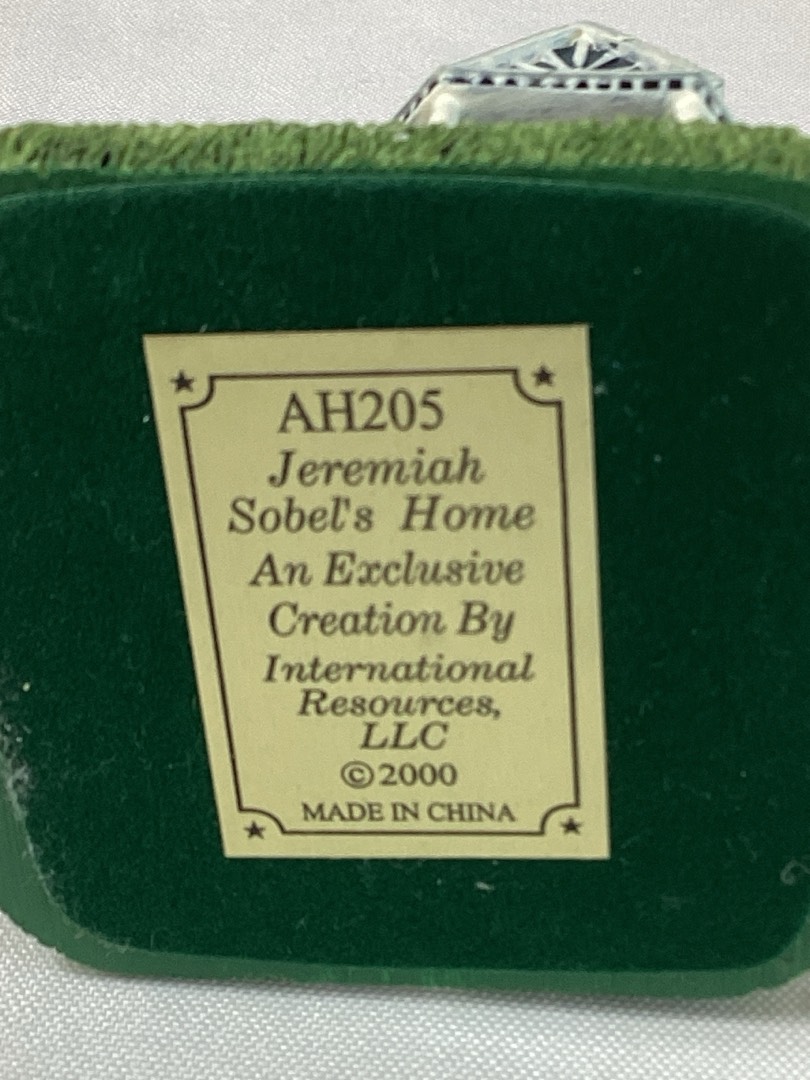 AH205
Jeremiah
Sobel's Home
An Exclusive
Creation By
International
Resources,
LLC
©2000
MADE IN CHINA